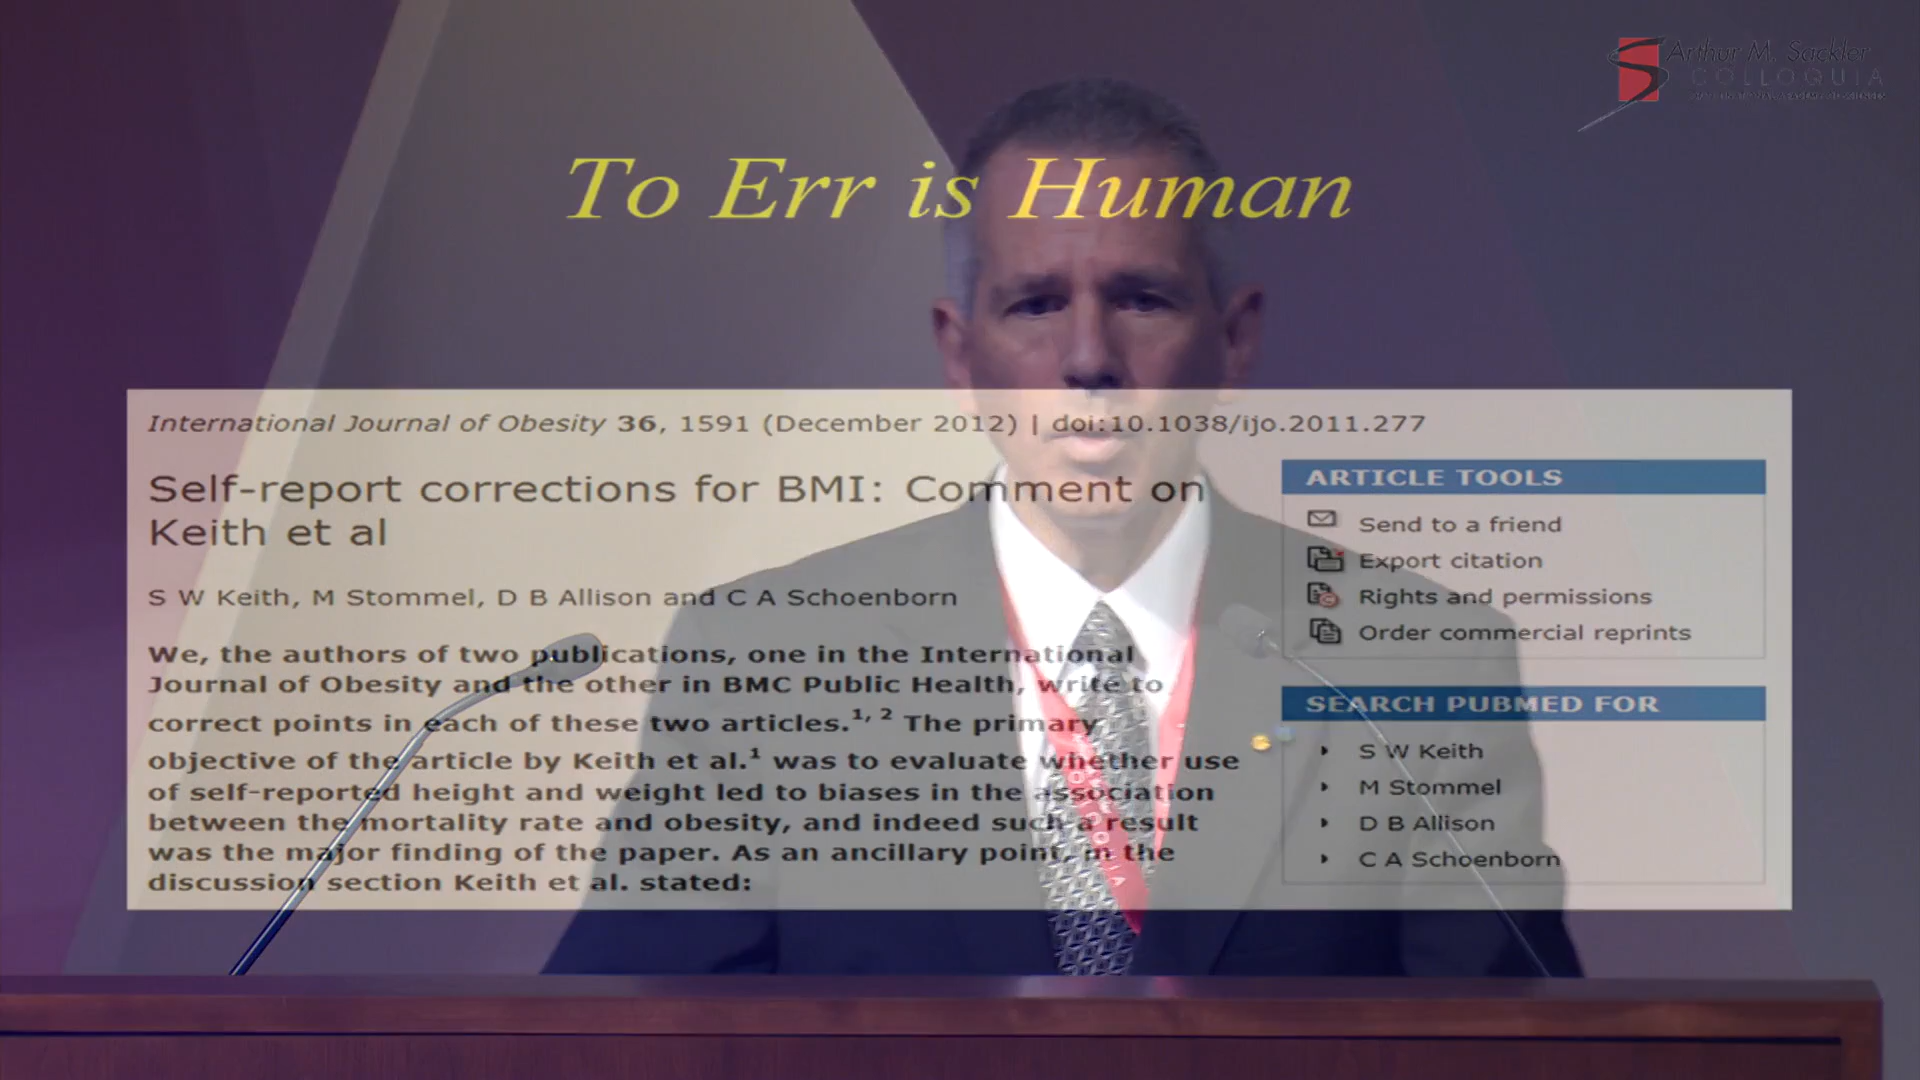 Arthur M. Sackler
COLLOQUIA
OF THE NATIONAL ACADEMY OF SCIENCES
To Err is Human
International Journal of Obesity 36, 1591 (December 2012) | doi:10.1038/ijo.2011.277
Self-report corrections for BMI: Comment on
Keith et al
S W Keith, M Stommel, D B Allison and C A Schoenborn
We, the authors of two publications, one in the International
Journal of Obesity and the other in BMC Public Health, write to
correct points in each of these two articles.1, 2 The primary
objective of the article by Keith et al.1 was to evaluate whether use
of self-reported height and weight led to biases in the association
between the mortality rate and obesity, and indeed such a result
was the major finding of the paper. As an ancillary point, in the
discussion section Keith et al. stated:
ARTICLE TOOLS
Send to a friend
Export citation
Rights and permissions
Order commercial reprints
SEARCH PUBMED FOR
S W Keith
M Stommel
D B Allison
C A Schoenborn